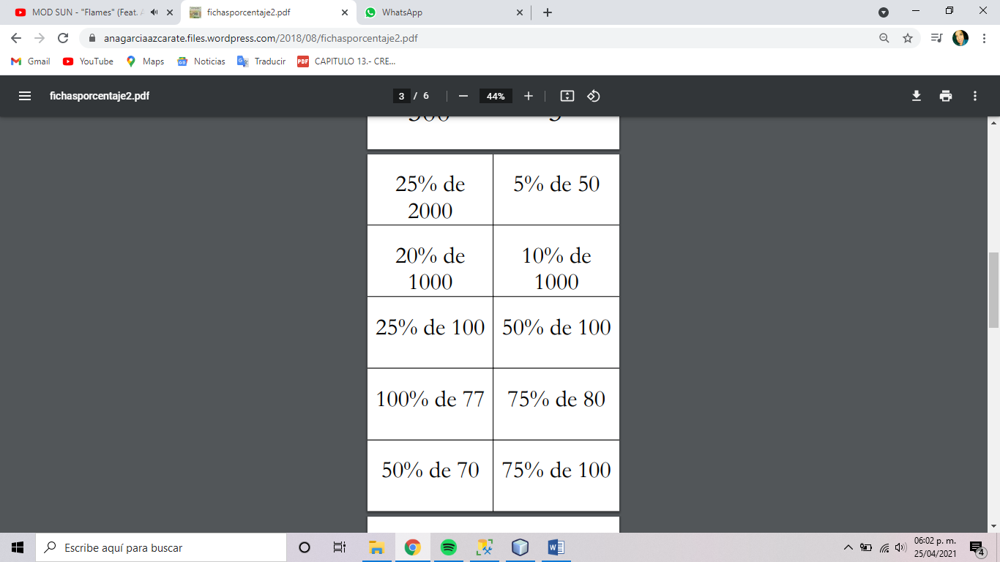 MOD SUN - "Flames" (Feat.
fichasporcentaje2.pdf
WhatsApp
anagarciaazcarate.files.wordpress.com/2018/08/fichasporcentaje2.pdf
Gmail
YouTube
Maps
Noticias
Traducir
PDF
CAPITULO 13.- CRE...
fichasporcentaje2.pdf
3 / 6
44%
25% de
2000
5% de 50
20% de
1000
10% de
1000
25% de 100
50% de 100
100% de 77
75% de 80
50% de 70
75% de 100
Escribe aquí para buscar
06:02 p. m.
25/04/2021
4